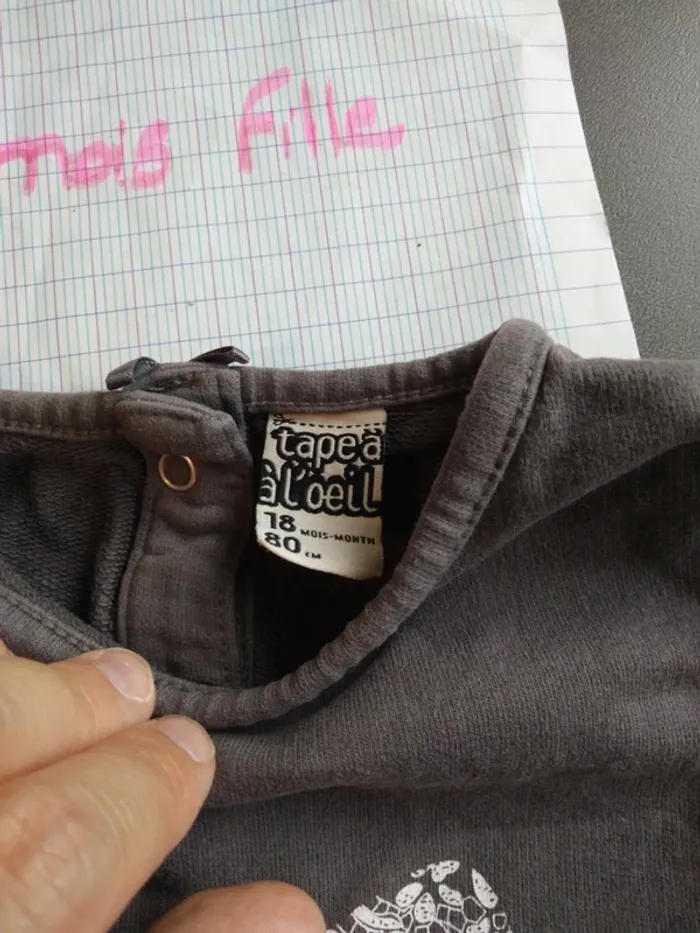 mois Fille
tape à
à l'oeil
18 MOIS-MONTH
80 CM